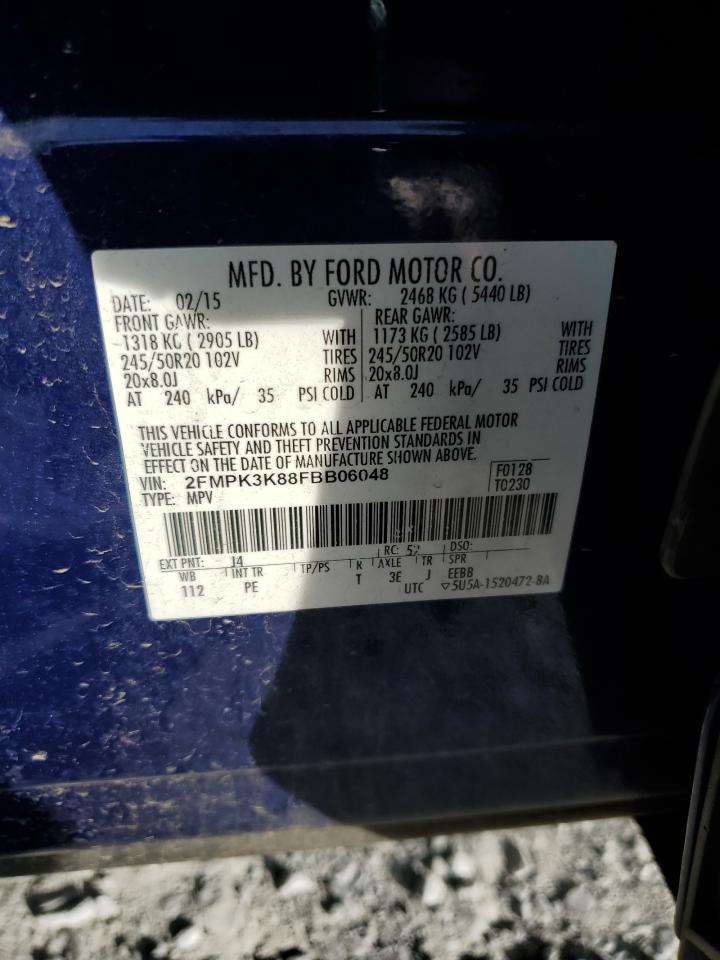 MFD. BY FORD MOTOR CO.
DATE: 02/15 GVWR: 2468 KG ( 5440 LB)
FRONT GAWR: REAR GAWR:
1318 KG ( 2905 LB) WITH 1173 KG ( 2585 LB) WITH
245/50R20 102V TIRES 245/50R20 102V TIRES
20x8.0J RIMS 20x8.0J RIMS
AT 240 kPa/ 35 PSI COLD AT 240 kPa/ 35 PSI COLD
THIS VEHICLE CONFORMS TO ALL APPLICABLE FEDERAL MOTOR
VEHICLE SAFETY AND THEFT PREVENTION STANDARDS IN
EFFECT ON THE DATE OF MANUFACTURE SHOWN ABOVE.
VIN: 2FMPK3K88FBB06048 F0128
TYPE: MPV T0230
EXT PNT: J4 RC: 52 DSO:
WB INT TR TP/PS R AXLE TR SPR
112 PE T 3E J EEBB
UTC ▽5U5A-1520472-BA